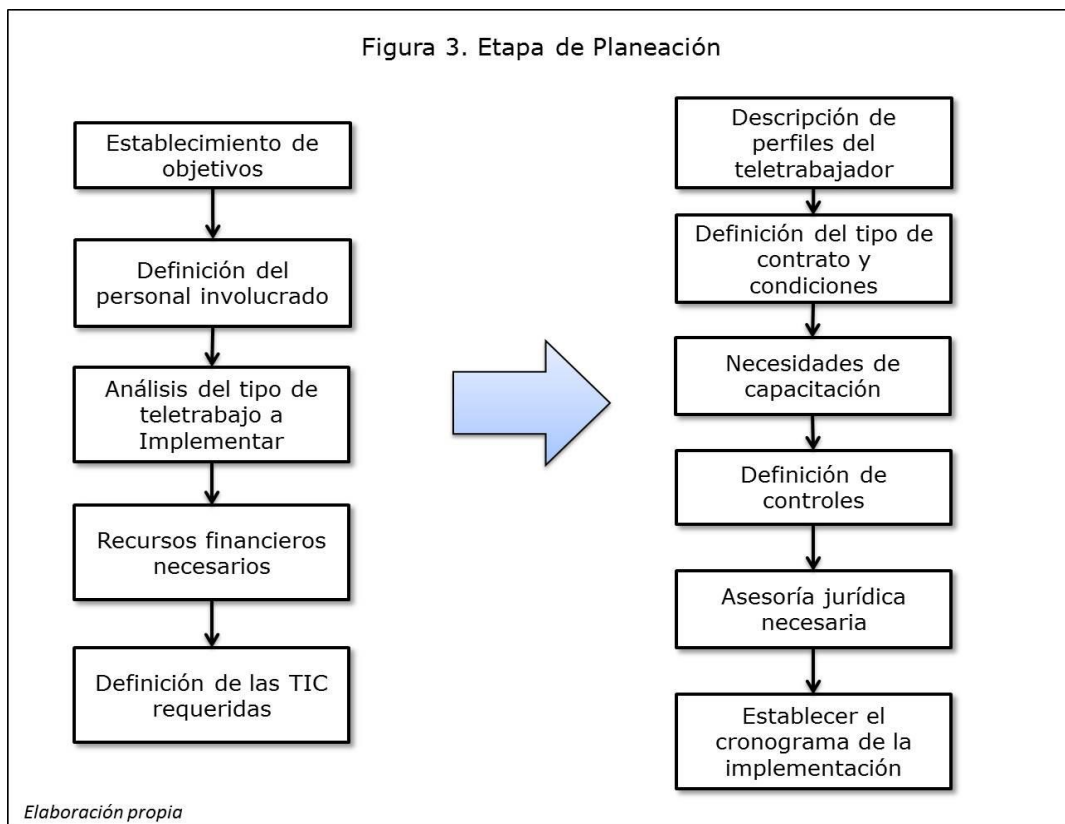 Figura 3. Etapa de Planeación
Establecimiento de
objetivos
Definición del
personal involucrado
Análisis del tipo de
teletrabajo a
Implementar
Recursos financieros
necesarios
Definición de las TIC
requeridas
Descripción de
perfiles del
teletrabajador
Definición del tipo de
contrato y
condiciones
Necesidades de
capacitación
Definición de
controles
Asesoría jurídica
necesaria
Establecer el
cronograma de la
implementación
Elaboración propia